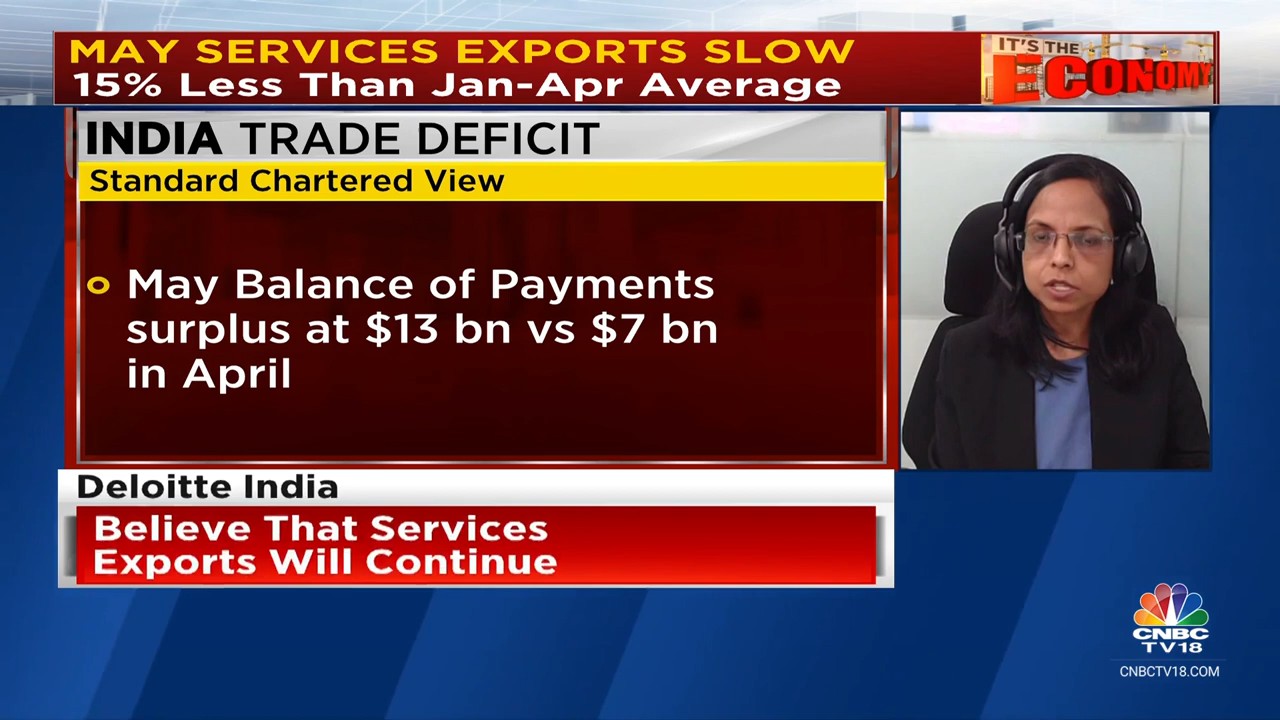 MAY SERVICES EXPORTS SLOW
15% Less Than Jan-Apr Average
IT'S THE
ECONOMY
INDIA TRADE DEFICIT
Standard Chartered View
May Balance of Payments
surplus at $13 bn vs $7 bn
in April
Deloitte India
Believe That Services
Exports Will Continue
CNBC
TV18
CNBCTV18.COM